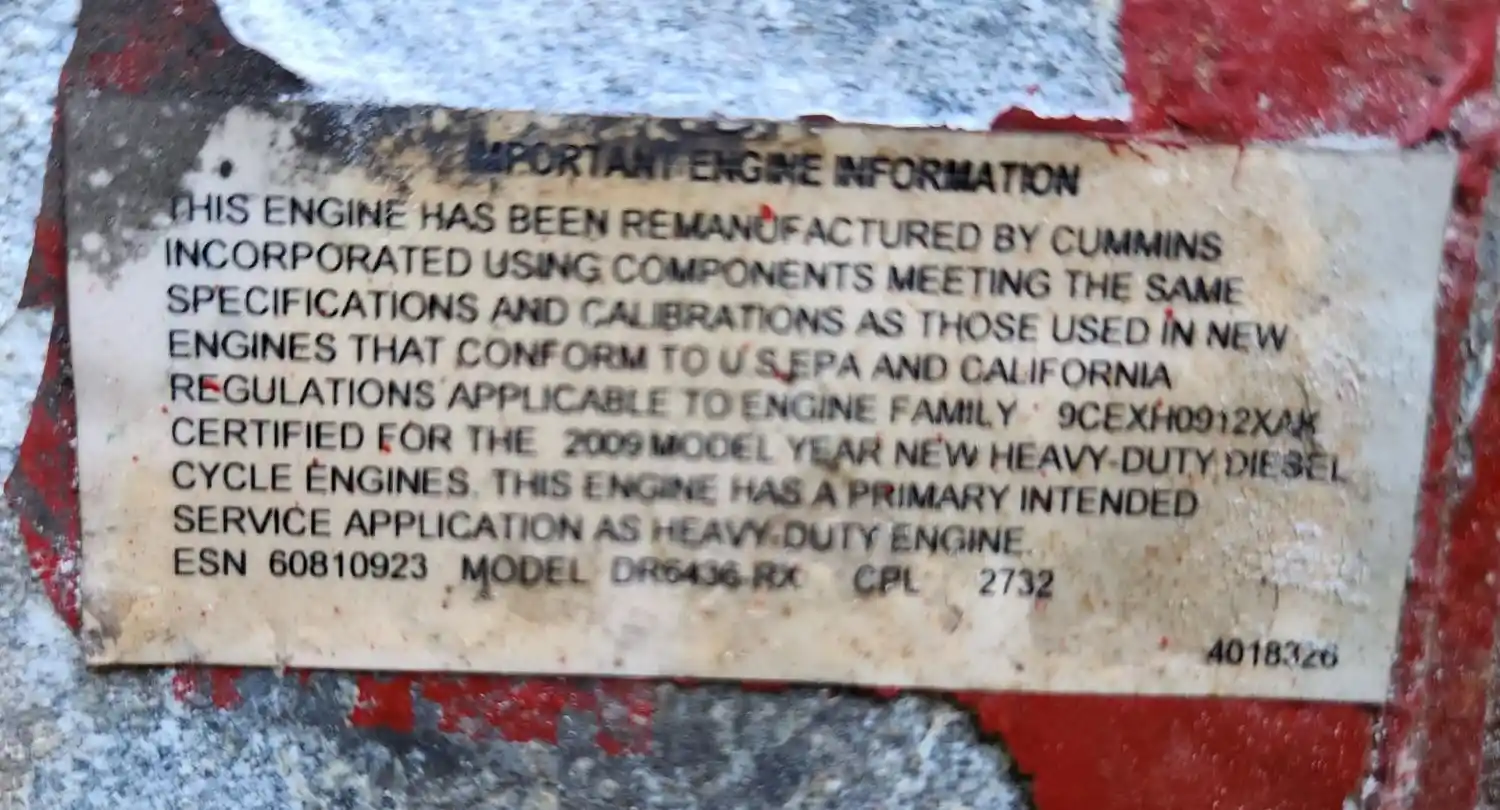 IMPORTANT ENGINE INFORMATION
THIS ENGINE HAS BEEN REMANUFACTURED BY CUMMINS
INCORPORATED USING COMPONENTS MEETING THE SAME
SPECIFICATIONS AND CALIBRATIONS AS THOSE USED IN NEW
ENGINES THAT CONFORM TO U.S.EPA AND CALIFORNIA
REGULATIONS APPLICABLE TO ENGINE FAMILY 9CEXH0912XAK
CERTIFIED FOR THE 2009 MODEL YEAR NEW HEAVY-DUTY DIESEL
CYCLE ENGINES. THIS ENGINE HAS A PRIMARY INTENDED
SERVICE APPLICATION AS HEAVY-DUTY ENGINE.
ESN 60810923 MODEL DR6436-RX CPL 2732
4018326